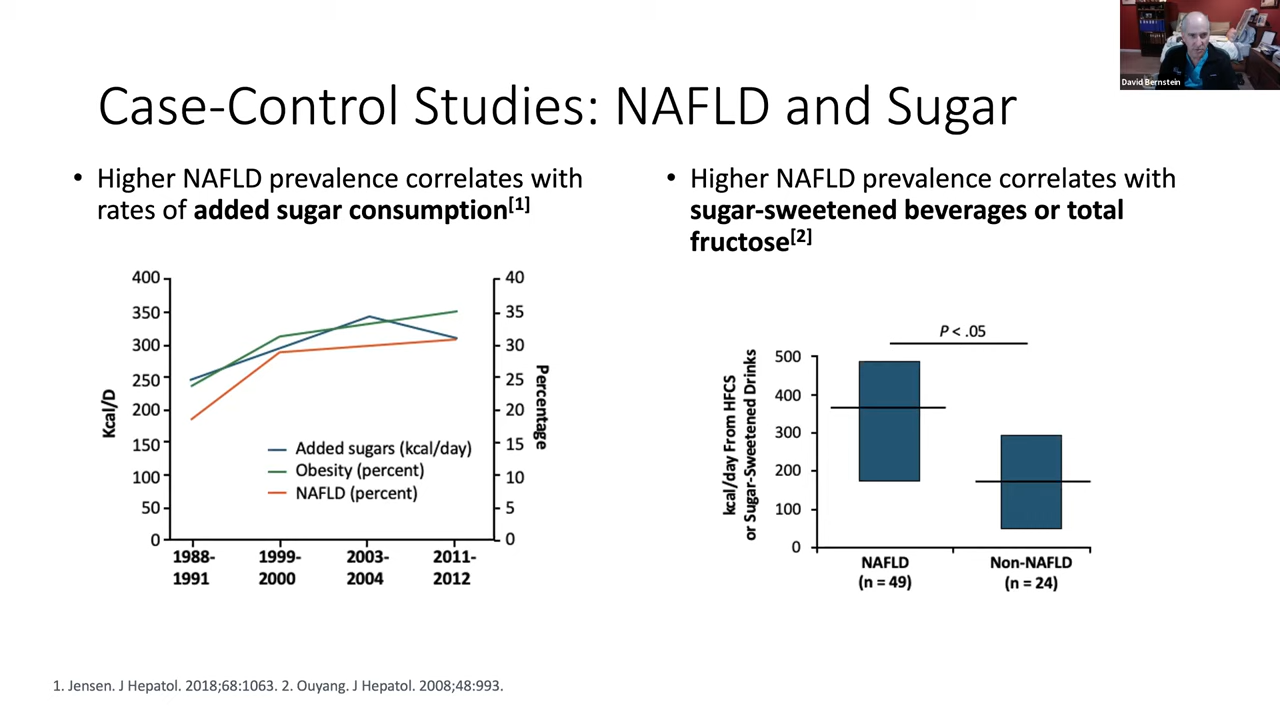 David Bernstein
Case-Control Studies: NAFLD and Sugar
• Higher NAFLD prevalence correlates with
rates of added sugar consumption[1]
400
350
300
250
200
150
100
50
0
Kcal/D
40
35
30
25
20
15
10
5
0
Percentage
Added sugars (kcal/day)
Obesity (percent)
NAFLD (percent)
1988-
1991
1999-
2000
2003-
2004
2011-
2012
• Higher NAFLD prevalence correlates with
sugar-sweetened beverages or total
fructose[2]
P < .05
kcal/day From HFCS
or Sugar-Sweetened Drinks
500
400
300
200
100
0
NAFLD
(n = 49)
Non-NAFLD
(n = 24)
1. Jensen. J Hepatol. 2018;68:1063. 2. Ouyang. J Hepatol. 2008;48:993.